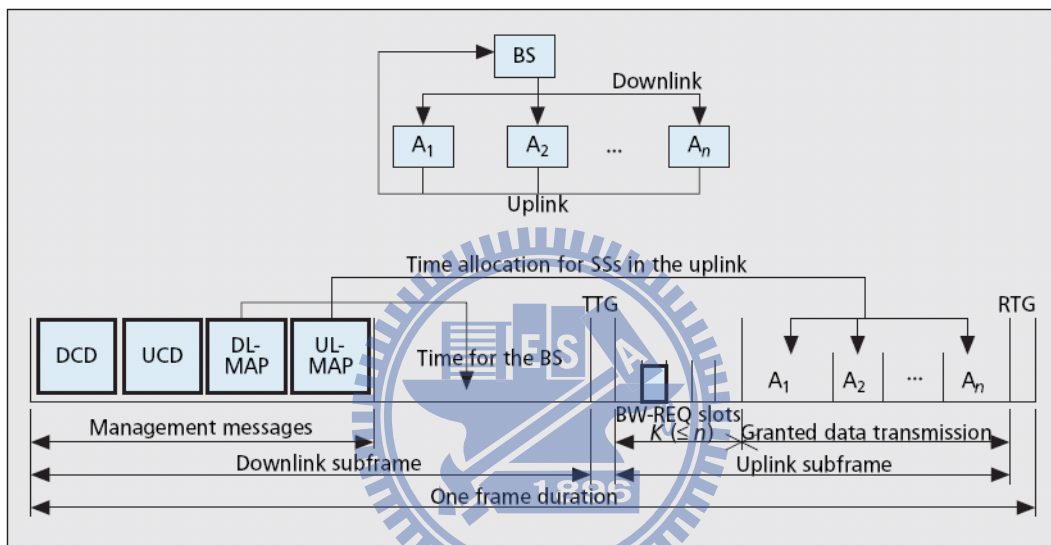 BS
Downlink
A1 A2 ... An
Uplink
Time allocation for SSs in the uplink
TTG RTG
DCD UCD DL-MAP UL-MAP
Time for the BS
A1 A2 ... An
BW-REQ slots
K (≤ n)
Granted data transmission
Management messages
Downlink subframe
Uplink subframe
One frame duration
E S A
1896